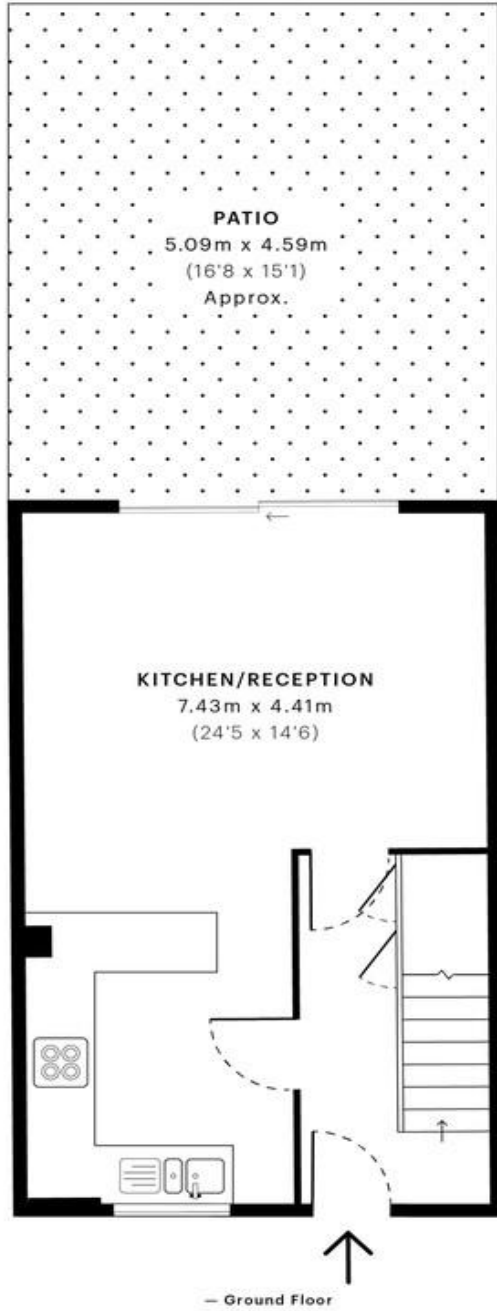 PATIO
5.09m x 4.59m
(16'8 x 15'1)
Approx.
KITCHEN/RECEPTION
7.43m x 4.41m
(24'5 x 14'6)
— Ground Floor